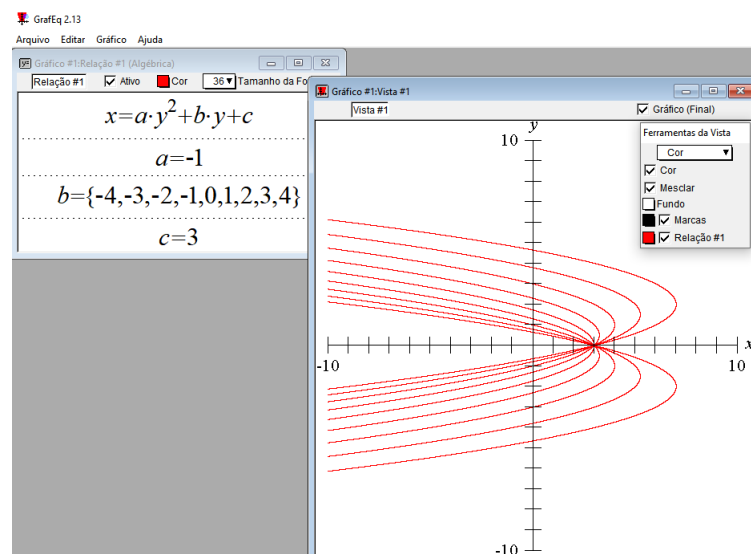 GrafEq 2.13
Arquivo Editar Gráfico Ajuda
y= Gráfico #1:Relação #1 (Algébrica)
Relação #1 Ativo Cor 36 Tamanho da Fo
x=a·y²+b·y+c
a=-1
b={-4,-3,-2,-1,0,1,2,3,4}
c=3
Gráfico #1:Vista #1
Vista #1 Gráfico (Final)
Ferramentas da Vista
Cor
Cor
Mesclar
Fundo
Marcas
Relação #1
y
10
x
-10
10
-10